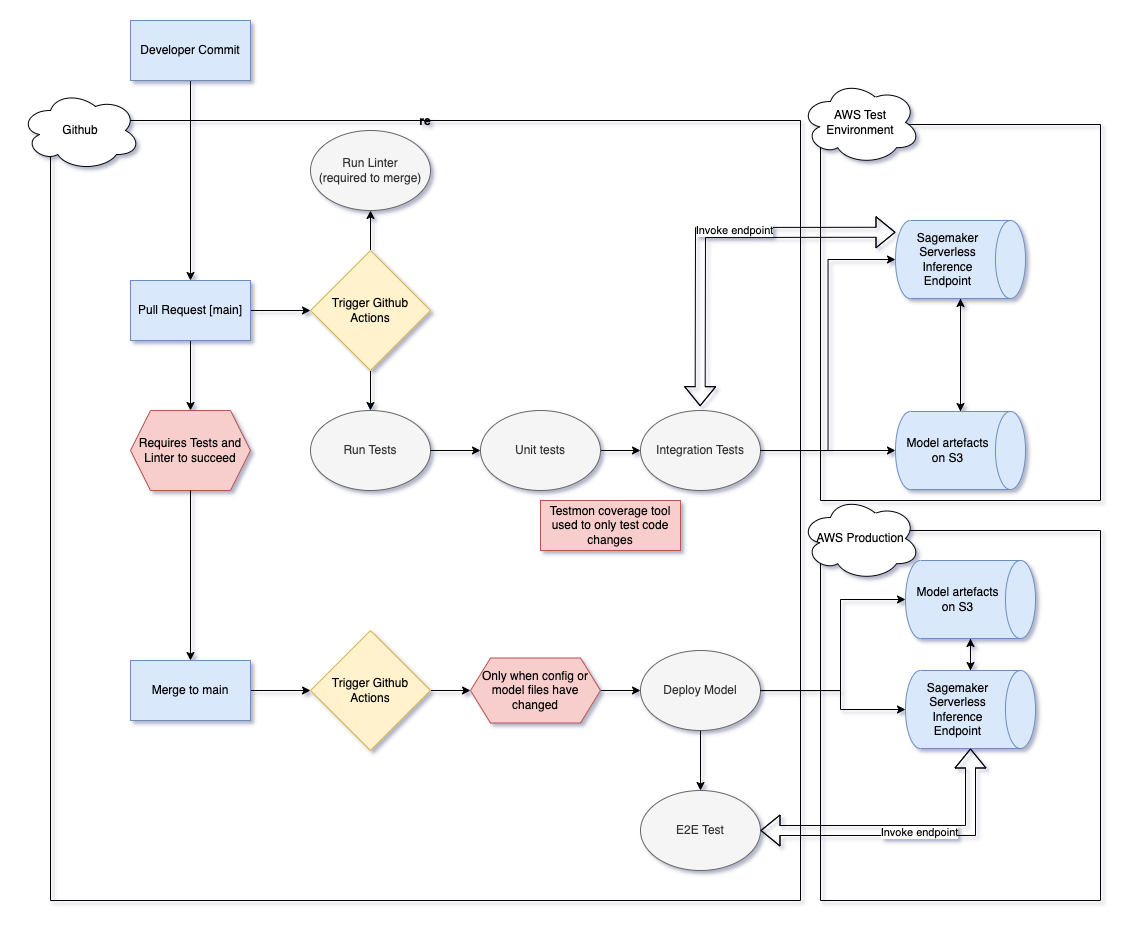 Developer Commit
Github
re
AWS Test
Environment
Run Linter
(required to merge)
Invoke endpoint
Sagemaker
Serverless
Inference
Endpoint
Pull Request [main]
Trigger Github
Actions
Requires Tests and
Linter to succeed
Run Tests
Unit tests
Integration Tests
Model artefacts
on S3
Testmon coverage tool
used to only test code
changes
AWS Production
Model artefacts
on S3
Merge to main
Trigger Github
Actions
Only when config or
model files have
changed
Deploy Model
Sagemaker
Serverless
Inference
Endpoint
E2E Test
Invoke endpoint